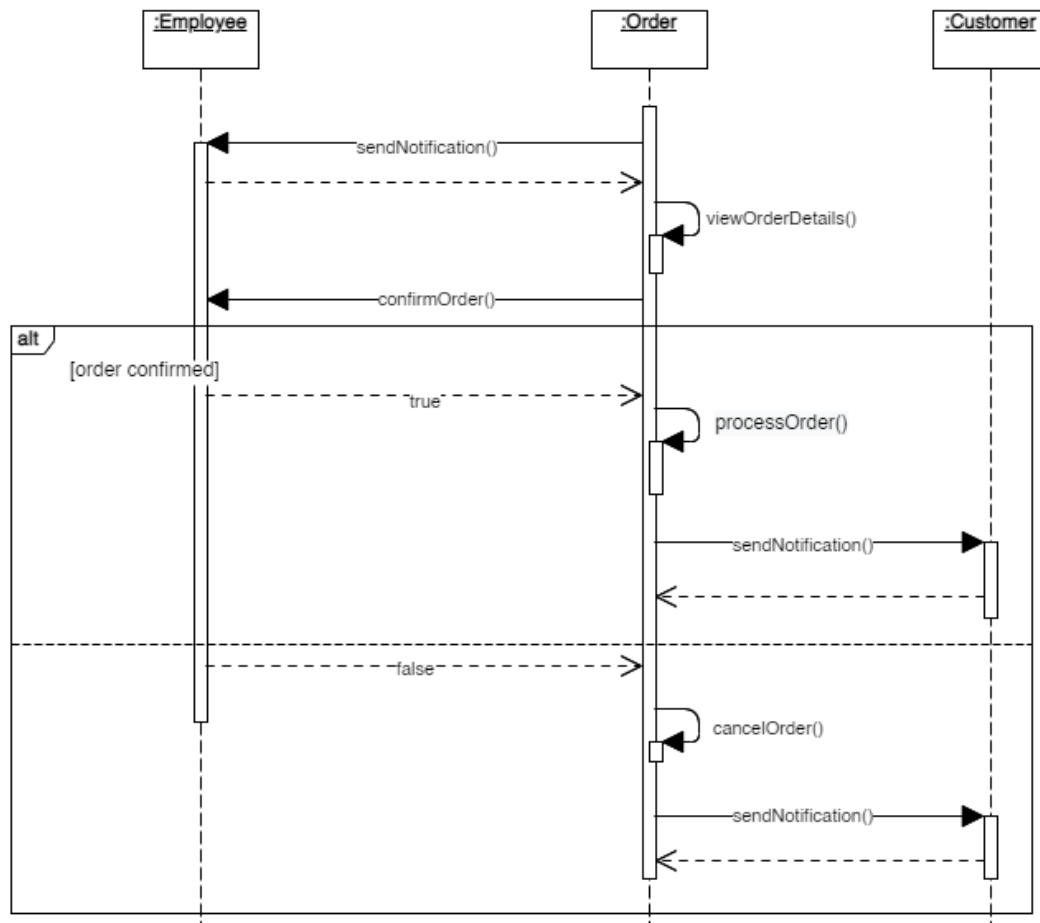 :Employee
:Order
:Customer
sendNotification()
viewOrderDetails()
confirmOrder()
alt
[order confirmed]
true
processOrder()
sendNotification()
false
cancelOrder()
sendNotification()